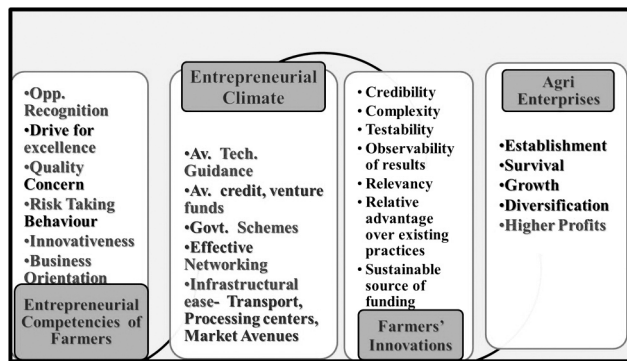 •Opp.
Recognition
•Drive for
excellence
•Quality
Concern
•Risk Taking
Behaviour
•Innovativeness
•Business
Orientation
Entrepreneurial
Competencies of
Farmers
Entrepreneurial
Climate
•Av. Tech.
Guidance
•Av. credit, venture
funds
•Govt. Schemes
•Effective
Networking
•Infrastructural
ease- Transport,
Processing centers,
Market Avenues
• Credibility
• Complexity
• Testability
• Observability
of results
• Relevancy
• Relative
advantage
over existing
practices
• Sustainable
source of
funding
Farmers’
Innovations
Agri
Enterprises
•Establishment
•Survival
•Growth
•Diversification
•Higher Profits